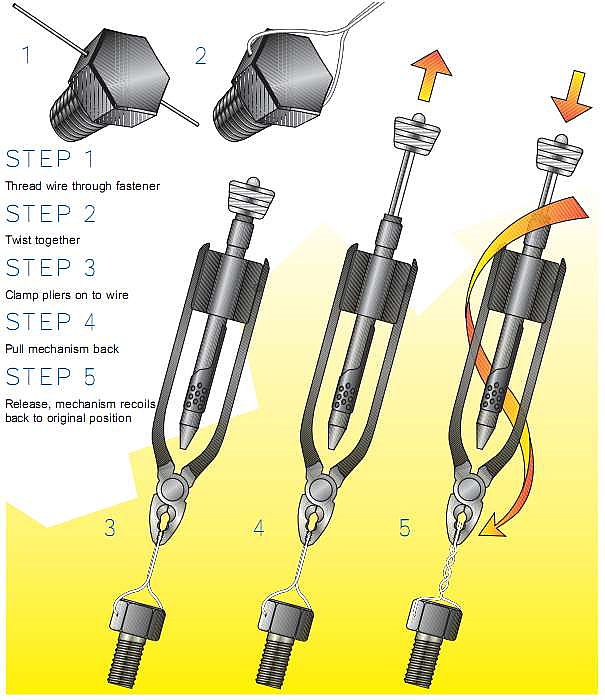 1
2
STEP 1
Thread wire through fastener
STEP 2
Twist together
STEP 3
Clamp pliers on to wire
STEP 4
Pull mechanism back
STEP 5
Release, mechanism recoils
back to original position
3
4
5